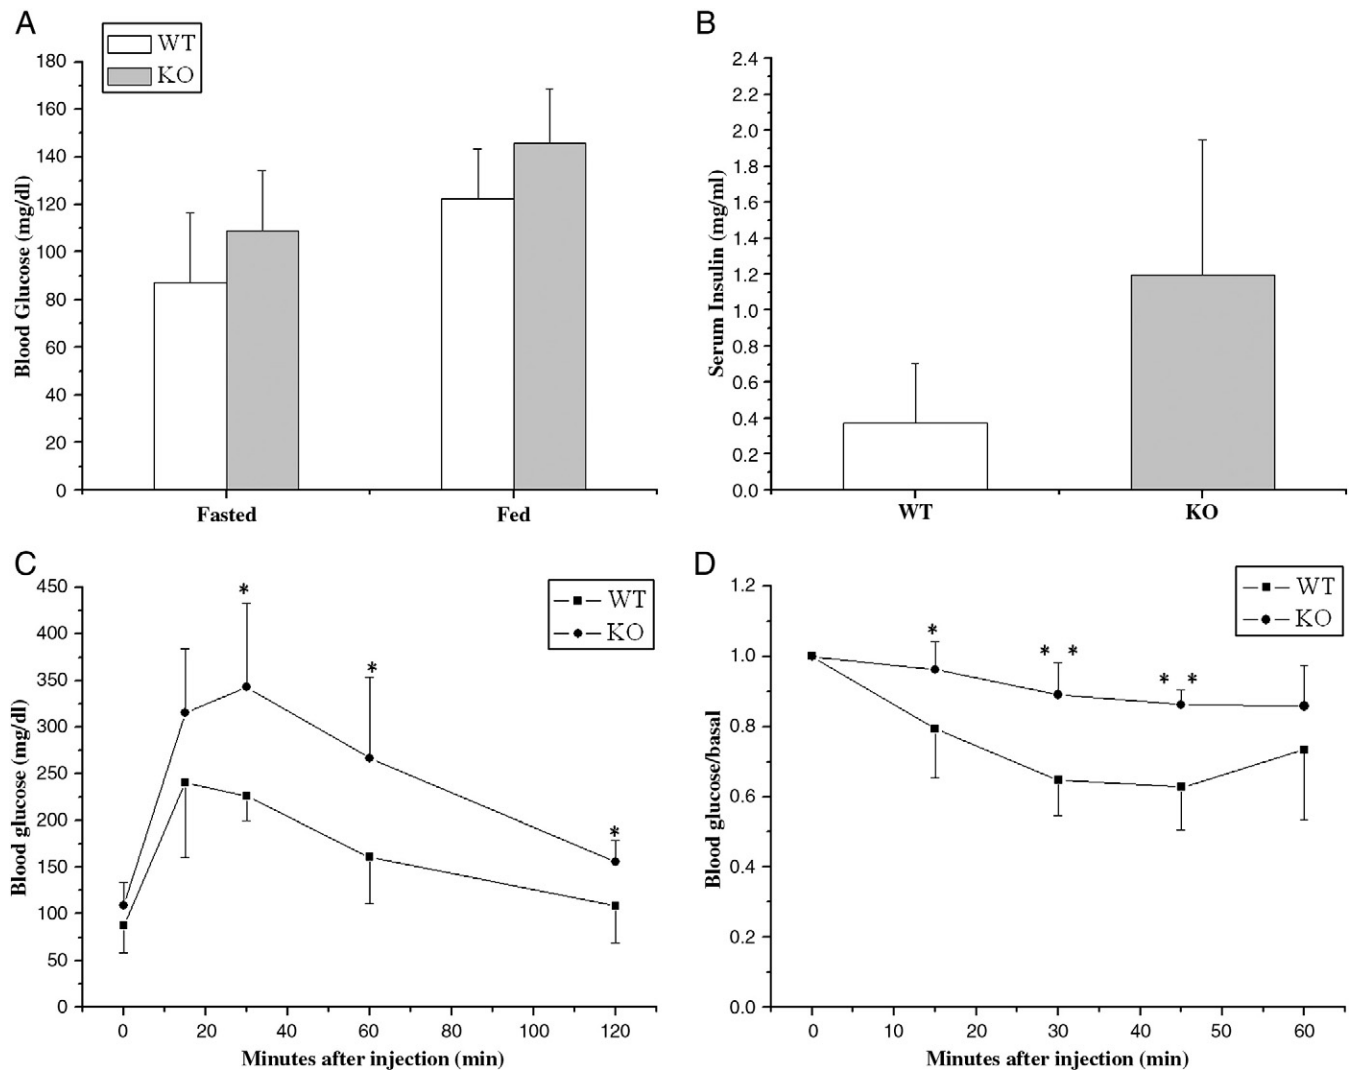 A
WT
KO
Blood Glucose (mg/dl)
180
160
140
120
100
80
60
40
20
0
Fasted
Fed
B
Serum Insulin (mg/ml)
2.4
2.2
2.0
1.8
1.6
1.4
1.2
1.0
0.8
0.6
0.4
0.2
0.0
WT
KO
C
WT
KO
Blood glucose (mg/dl)
450
400
350
300
250
200
150
100
50
0
*
*
*
0 20 40 60 80 100 120
Minutes after injection (min)
D
WT
KO
Blood glucose/basal
1.2
1.0
0.8
0.6
0.4
0.2
0.0
*
* *
* *
0 10 20 30 40 50 60
Minutes after injection (min)